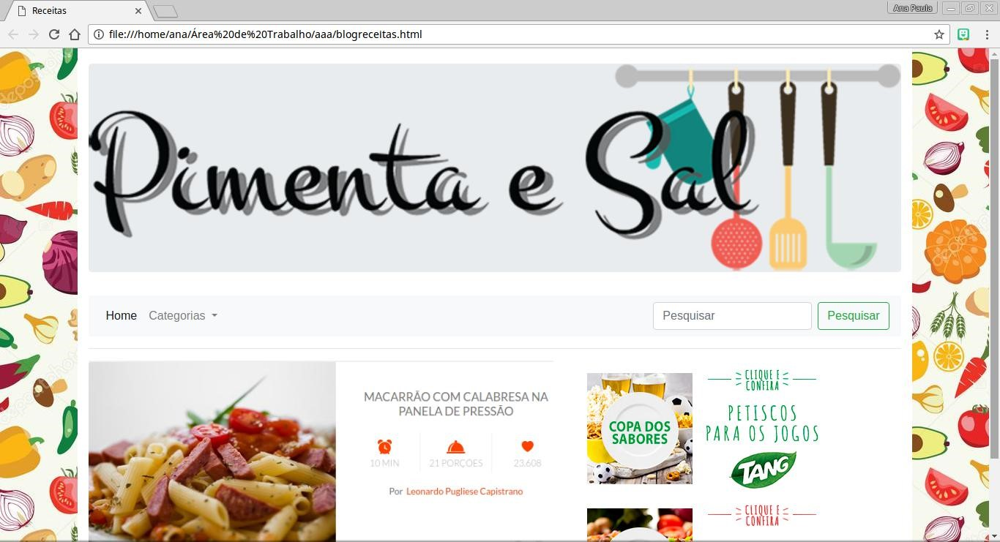 Receitas
Ana Paula
file:///home/ana/Área%20de%20Trabalho/aaa/blogreceitas.html
Pimenta e Sal
Home Categorias
Pesquisar Pesquisar
MACARRÃO COM CALABRESA NA
PANELA DE PRESSÃO
10 MIN 21 PORÇÕES 23.608
Por Leonardo Pugliese Capistrano
COPA DOS
SABORES
CLIQUE E
CONFIRA
PETISCOS
PARA OS JOGOS
TANG
CLIQUE E
CONFIRA